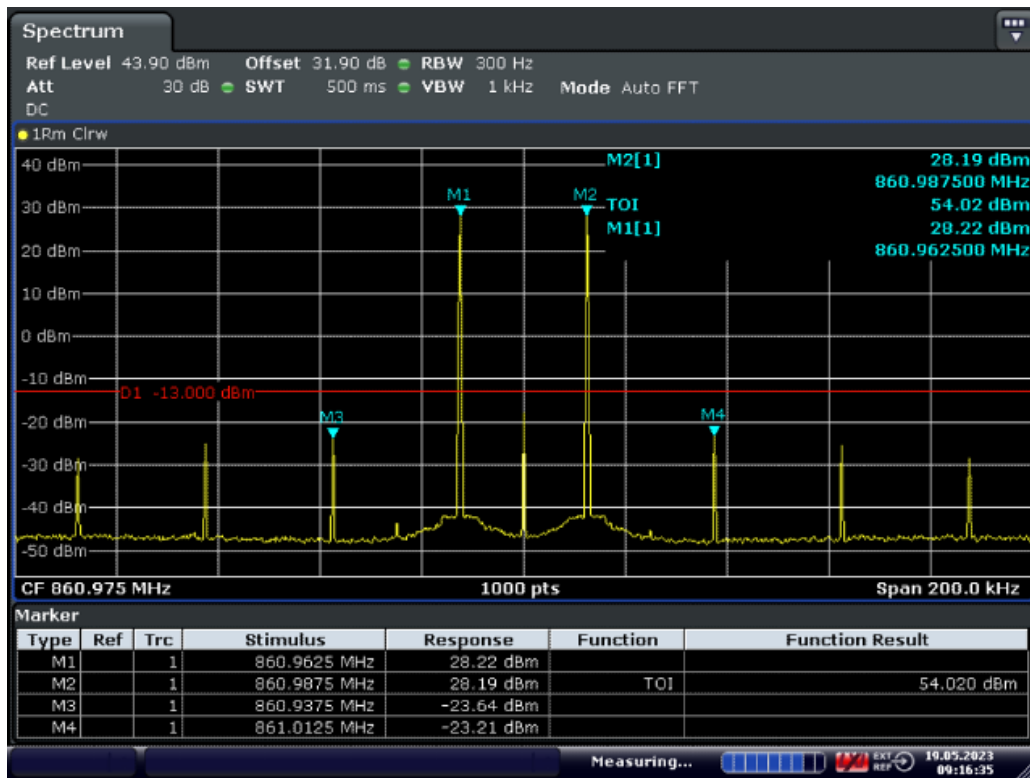 Spectrum
Ref Level 43.90 dBm Offset 31.90 dB RBW 300 Hz
Att 30 dB SWT 500 ms VBW 1 kHz Mode Auto FFT
DC
1Rm Clrw
40 dBm
30 dBm
20 dBm
10 dBm
0 dBm
-10 dBm
-20 dBm
-30 dBm
-40 dBm
-50 dBm
M2[1] 28.19 dBm
860.987500 MHz
TOI 54.02 dBm
M1[1] 28.22 dBm
860.962500 MHz
M1
M2
D1 -13.000 dBm
M3
M4
CF 860.975 MHz 1000 pts Span 200.0 kHz
Marker
Type Ref Trc Stimulus Response Function Function Result
M1 1 860.9625 MHz 28.22 dBm
M2 1 860.9875 MHz 28.19 dBm TOI 54.020 dBm
M3 1 860.9375 MHz -23.64 dBm
M4 1 861.0125 MHz -23.21 dBm
Measuring... EXT REF 19.05.2023
09:16:35